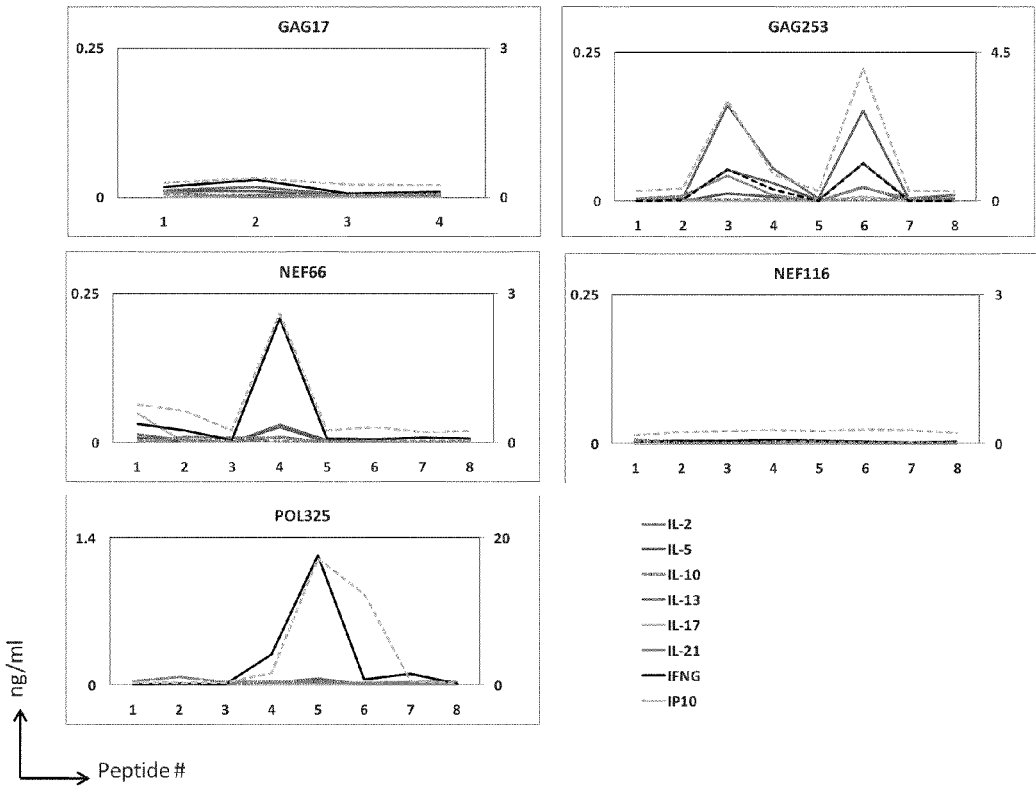 GAG17
0.25 3
0 0
1 2 3 4
GAG253
0.25 4.5
0 0
1 2 3 4 5 6 7 8
NEF66
0.25 3
0 0
1 2 3 4 5 6 7 8
NEF116
0.25 3
0 0
1 2 3 4 5 6 7 8
POL325
1.4 20
0 0
1 2 3 4 5 6 7 8
IL-2
IL-5
IL-10
IL-13
IL-17
IL-21
IFNG
IP10
ng/ml
Peptide #